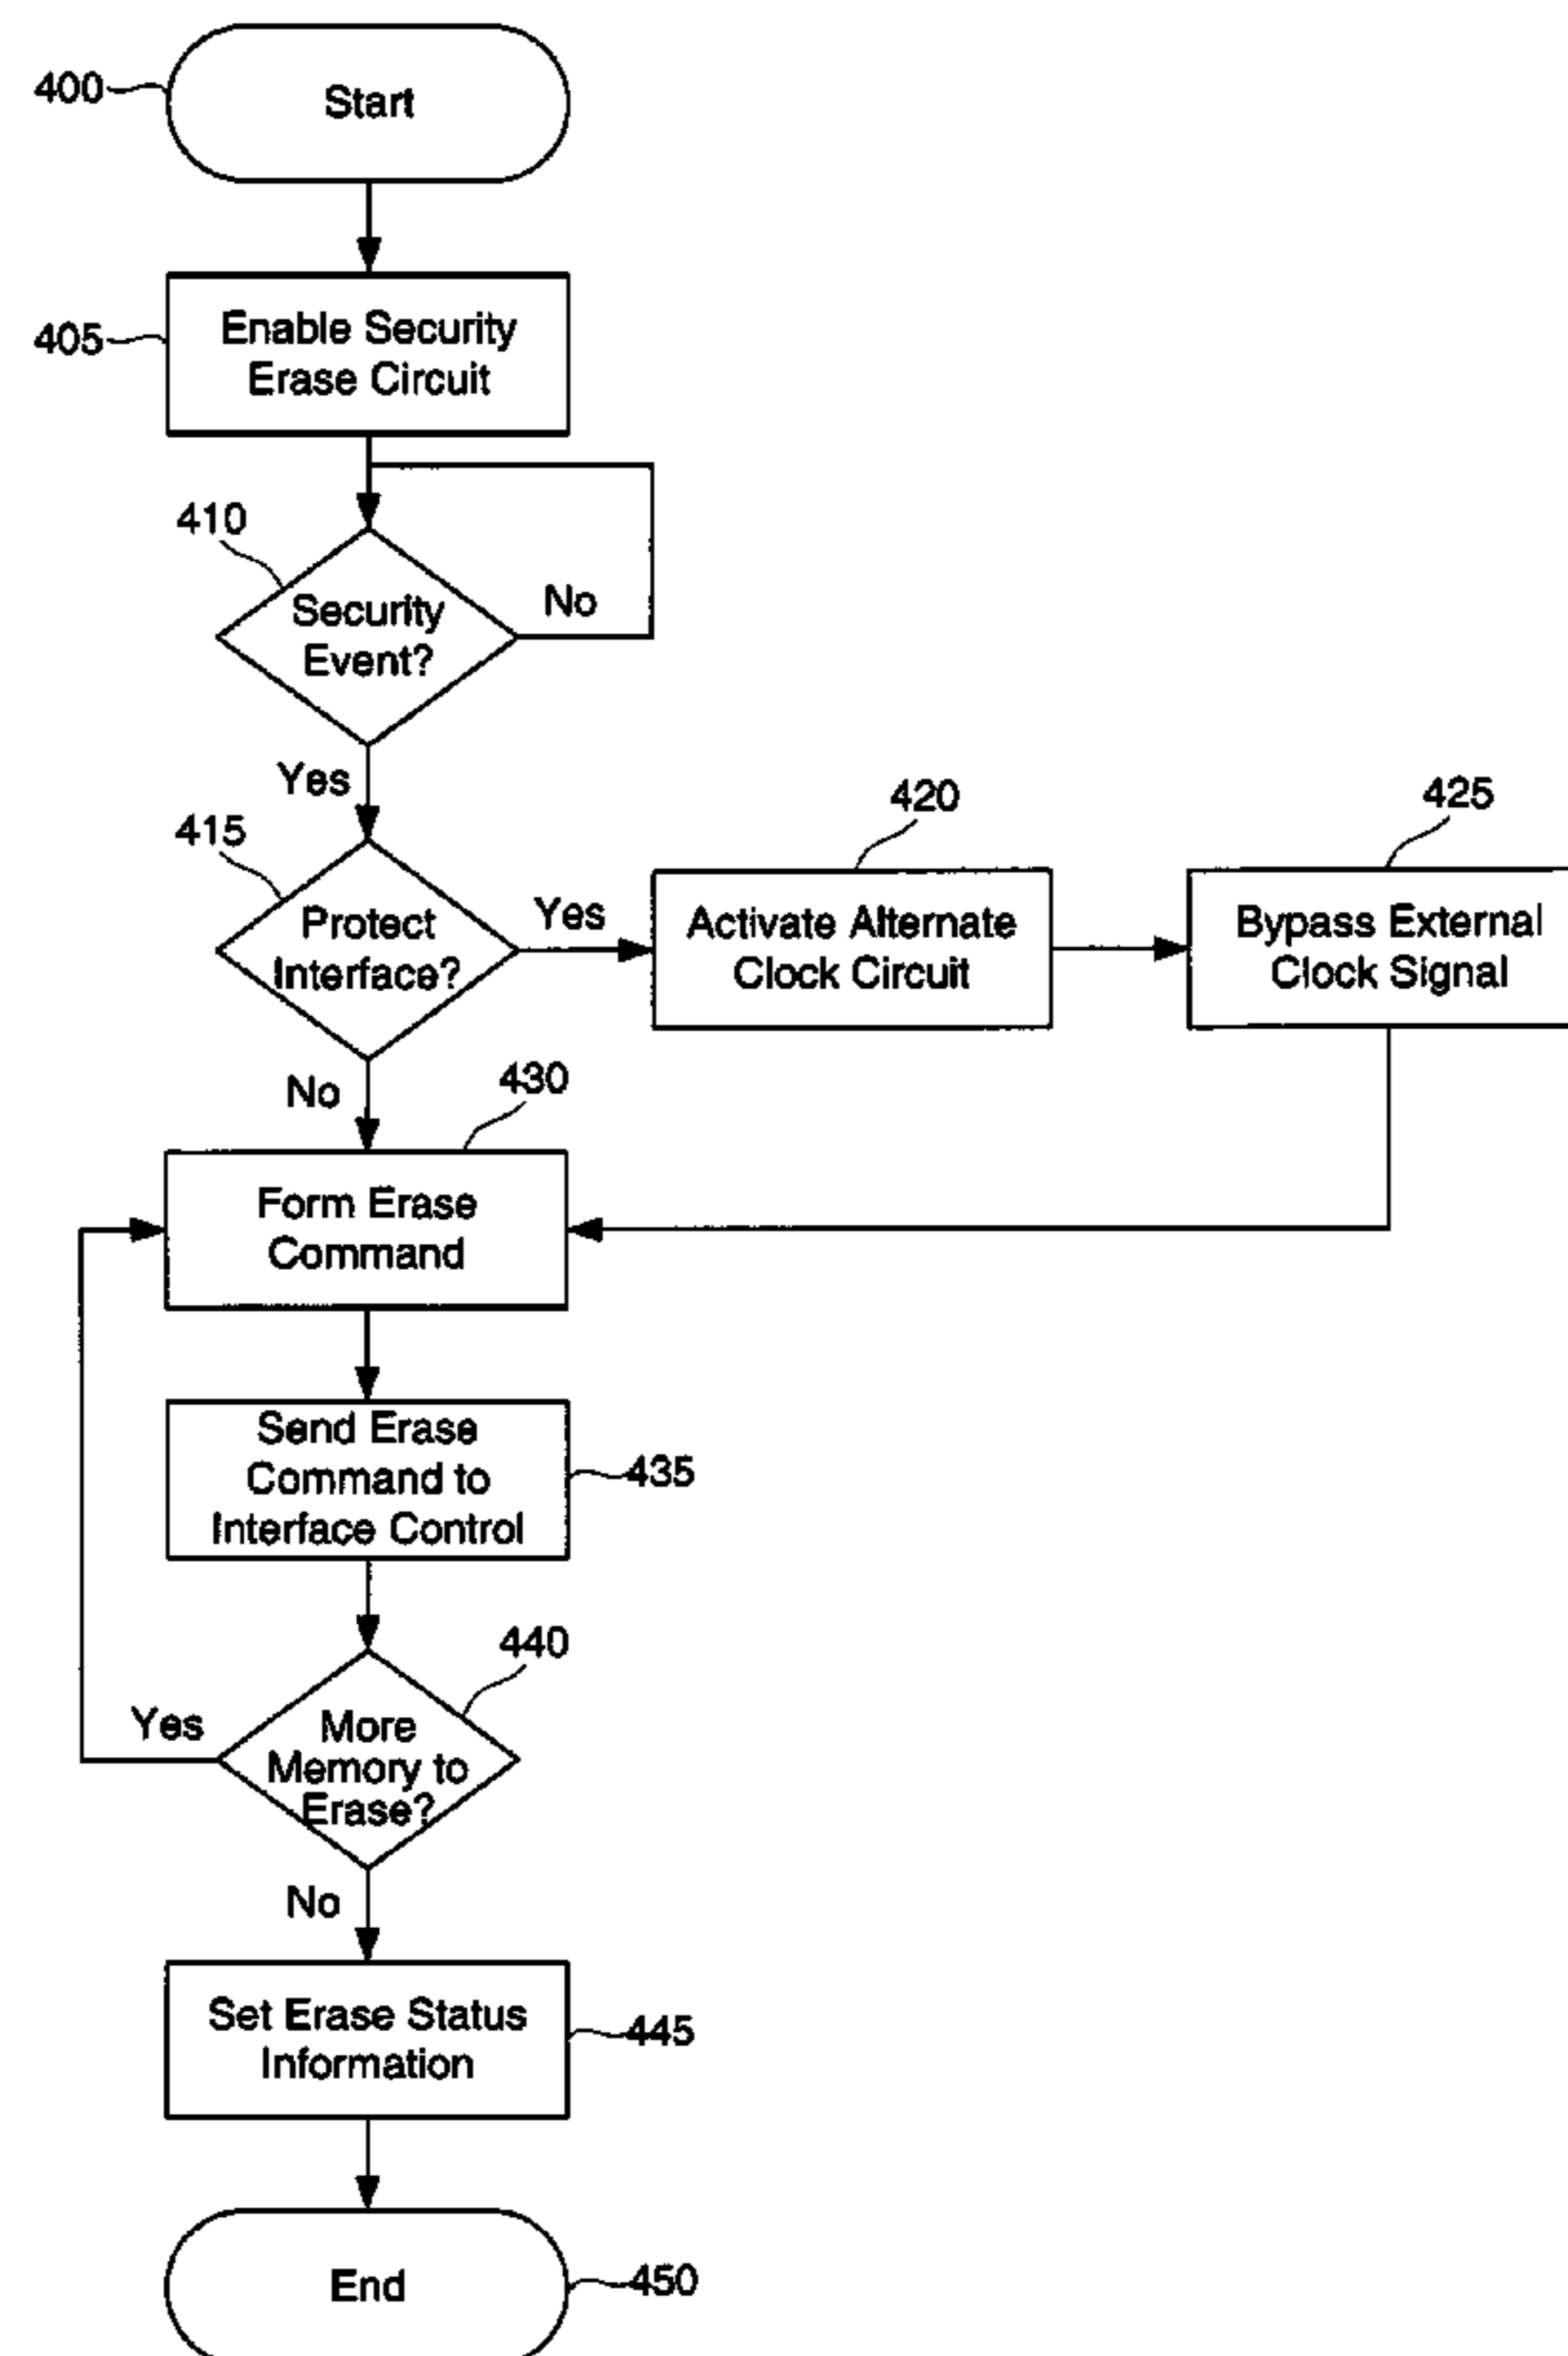 400
Start
405
Enable Security
Erase Circuit
410
Security
Event?
No
Yes
415
Protect
Interface?
Yes
420
Activate Alternate
Clock Circuit
425
Bypass External
Clock Signal
No
430
Form Erase
Command
Send Erase
Command to
Interface Control
435
440
More
Memory to
Erase?
Yes
No
Set Erase Status
Information
445
End
450